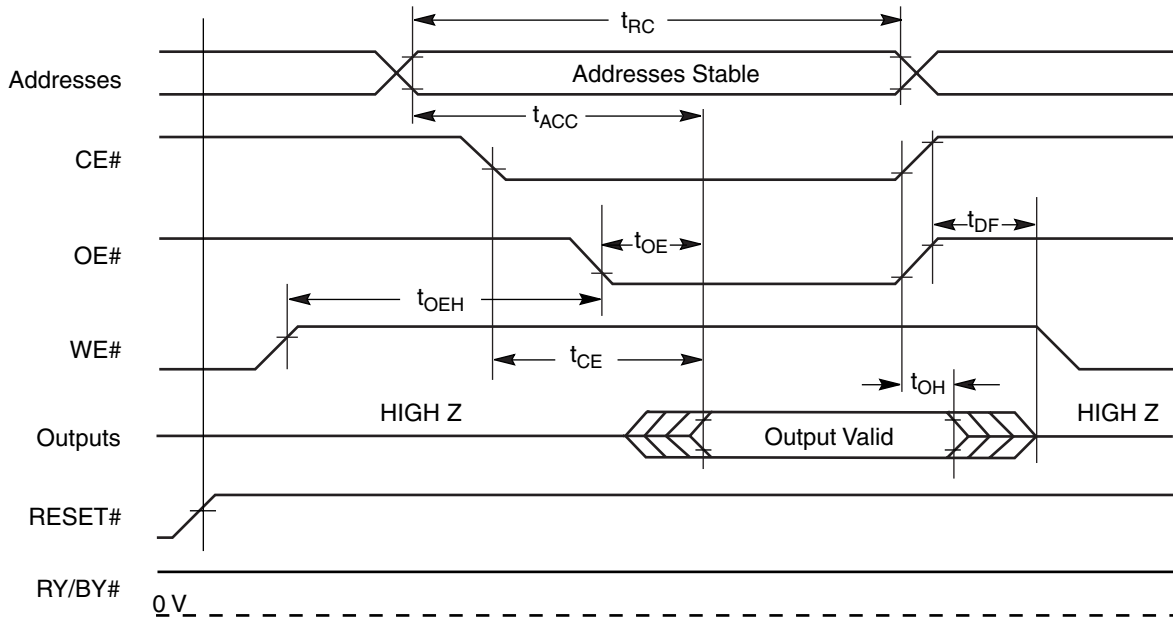 tRC
Addresses
Addresses Stable
tACC
CE#
tDF
OE#
tOE
tOEH
WE#
tCE
tOH
HIGH Z
HIGH Z
Outputs
Output Valid
RESET#
RY/BY#
0 V